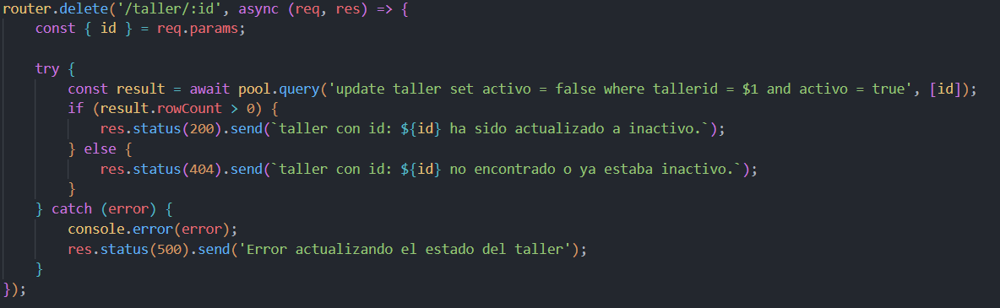 router.delete('/taller/:id', async (req, res) => {
    const { id } = req.params;

    try {
        const result = await pool.query('update taller set activo = false where tallerid = $1 and activo = true', [id]);
        if (result.rowCount > 0) {
            res.status(200).send(`taller con id: ${id} ha sido actualizado a inactivo.`);
        } else {
            res.status(404).send(`taller con id: ${id} no encontrado o ya estaba inactivo.`);
        }
    } catch (error) {
        console.error(error);
        res.status(500).send('Error actualizando el estado del taller');
    }
});